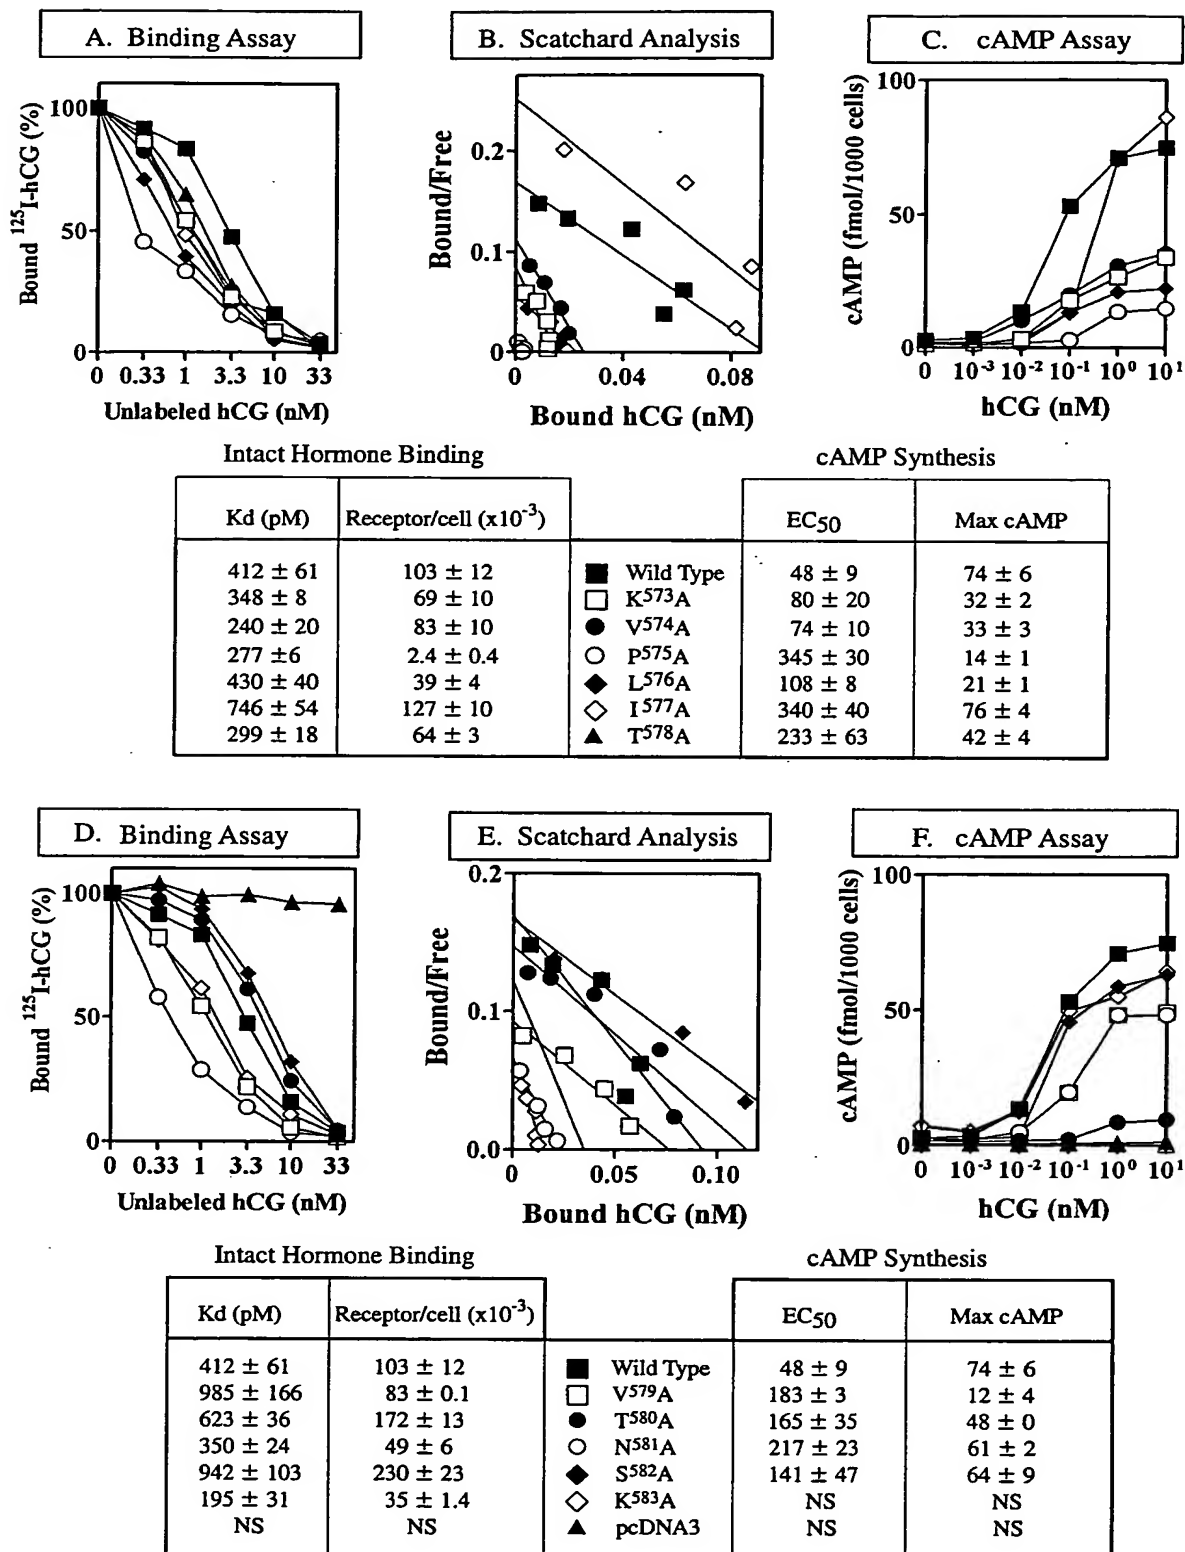 A. Binding Assay
B. Scatchard Analysis
C. cAMP Assay
Bound 125I-hCG (%)
100
50
0
0 0.33 1 3.3 10 33
Unlabeled hCG (nM)
Bound/Free
0.2
0.1
0
0 0.04 0.08
Bound hCG (nM)
cAMP (fmol/1000 cells)
100
50
0
0 10-3 10-2 10-1 100 101
hCG (nM)
Intact Hormone Binding
cAMP Synthesis
Kd (pM) Receptor/cell (x10-3) EC50 Max cAMP
412 ± 61 103 ± 12 Wild Type 48 ± 9 74 ± 6
348 ± 8 69 ± 10 K573A 80 ± 20 32 ± 2
240 ± 20 83 ± 10 V574A 74 ± 10 33 ± 3
277 ±6 2.4 ± 0.4 P575A 345 ± 30 14 ± 1
430 ± 40 39 ± 4 L576A 108 ± 8 21 ± 1
746 ± 54 127 ± 10 I577A 340 ± 40 76 ± 4
299 ± 18 64 ± 3 T578A 233 ± 63 42 ± 4
D. Binding Assay
E. Scatchard Analysis
F. cAMP Assay
Bound 125I-hCG (%)
100
50
0
0 0.33 1 3.3 10 33
Unlabeled hCG (nM)
Bound/Free
0.2
0.1
0.0
0 0.05 0.10
Bound hCG (nM)
cAMP (fmol/1000 cells)
100
50
0
0 10-3 10-2 10-1 100 101
hCG (nM)
Intact Hormone Binding
cAMP Synthesis
Kd (pM) Receptor/cell (x10-3) EC50 Max cAMP
412 ± 61 103 ± 12 Wild Type 48 ± 9 74 ± 6
985 ± 166 83 ± 0.1 V579A 183 ± 3 12 ± 4
623 ± 36 172 ± 13 T580A 165 ± 35 48 ± 0
350 ± 24 49 ± 6 N581A 217 ± 23 61 ± 2
942 ± 103 230 ± 23 S582A 141 ± 47 64 ± 9
195 ± 31 35 ± 1.4 K583A NS NS
NS NS pcDNA3 NS NS